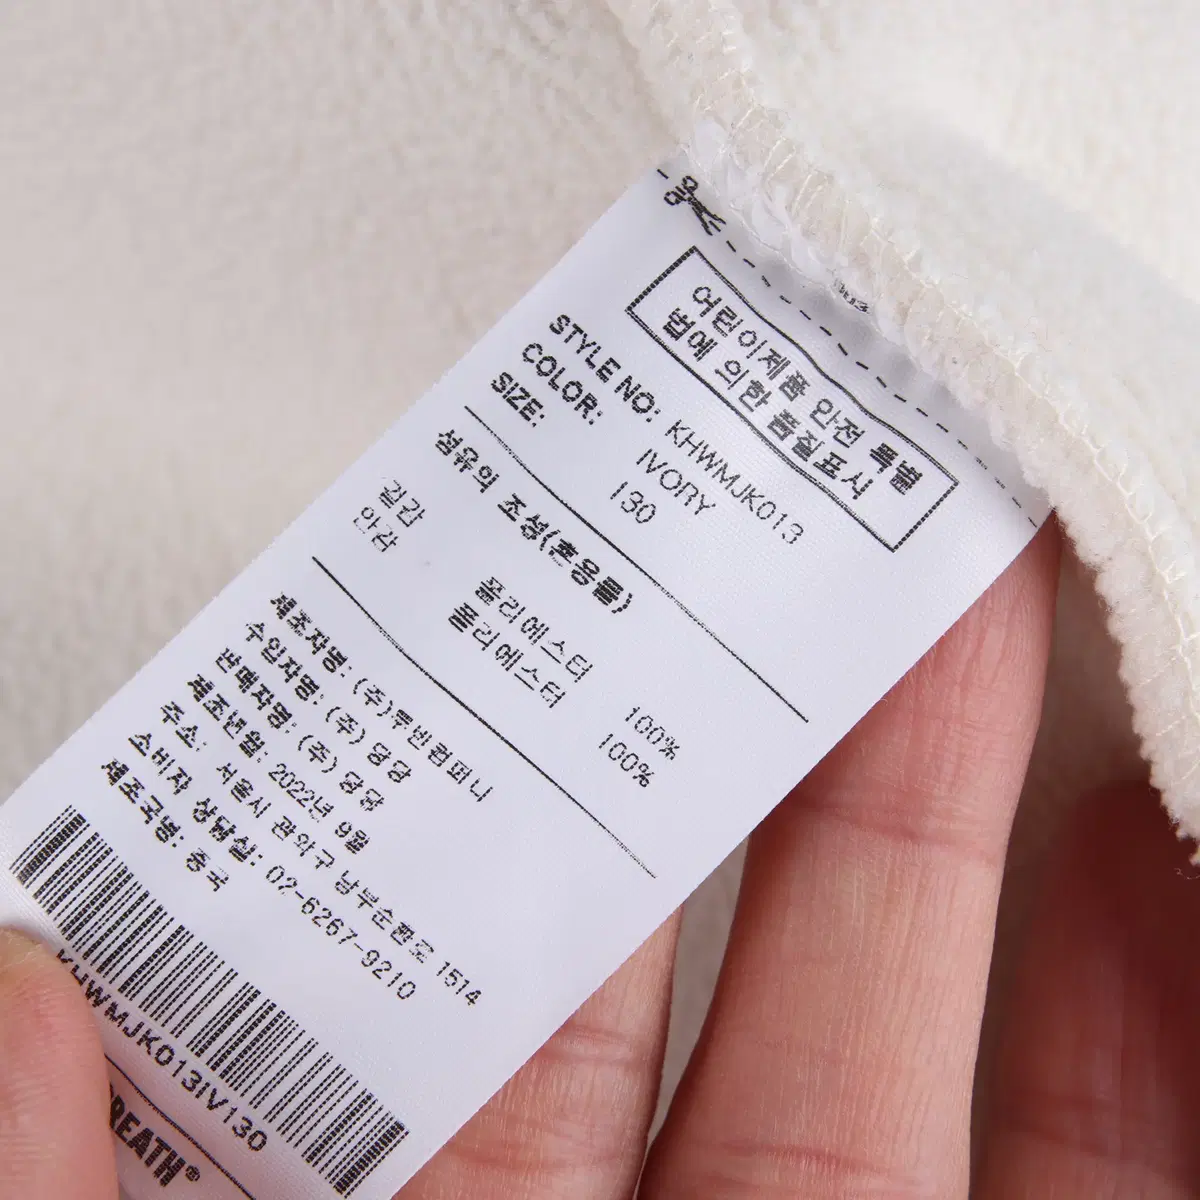 어린이제품 안전 특별
법에 의한 품질표시
STYLE NO: KHWMJK013
COLOR: IVORY
SIZE: 130
섬유의 조성(혼용률)
겉감 폴리에스터 100%
안감 폴리에스터 100%
제조자명: (주)투빈컴퍼니
수입자명: (주) 당당
판매자명: (주) 당당
제조년월: 2022년 9월
주소: 서울시 관악구 남부순환로 1514
소비자 상담실: 02-6267-9210
제조국명: 중국
KHWMJK013IV130
REATH®